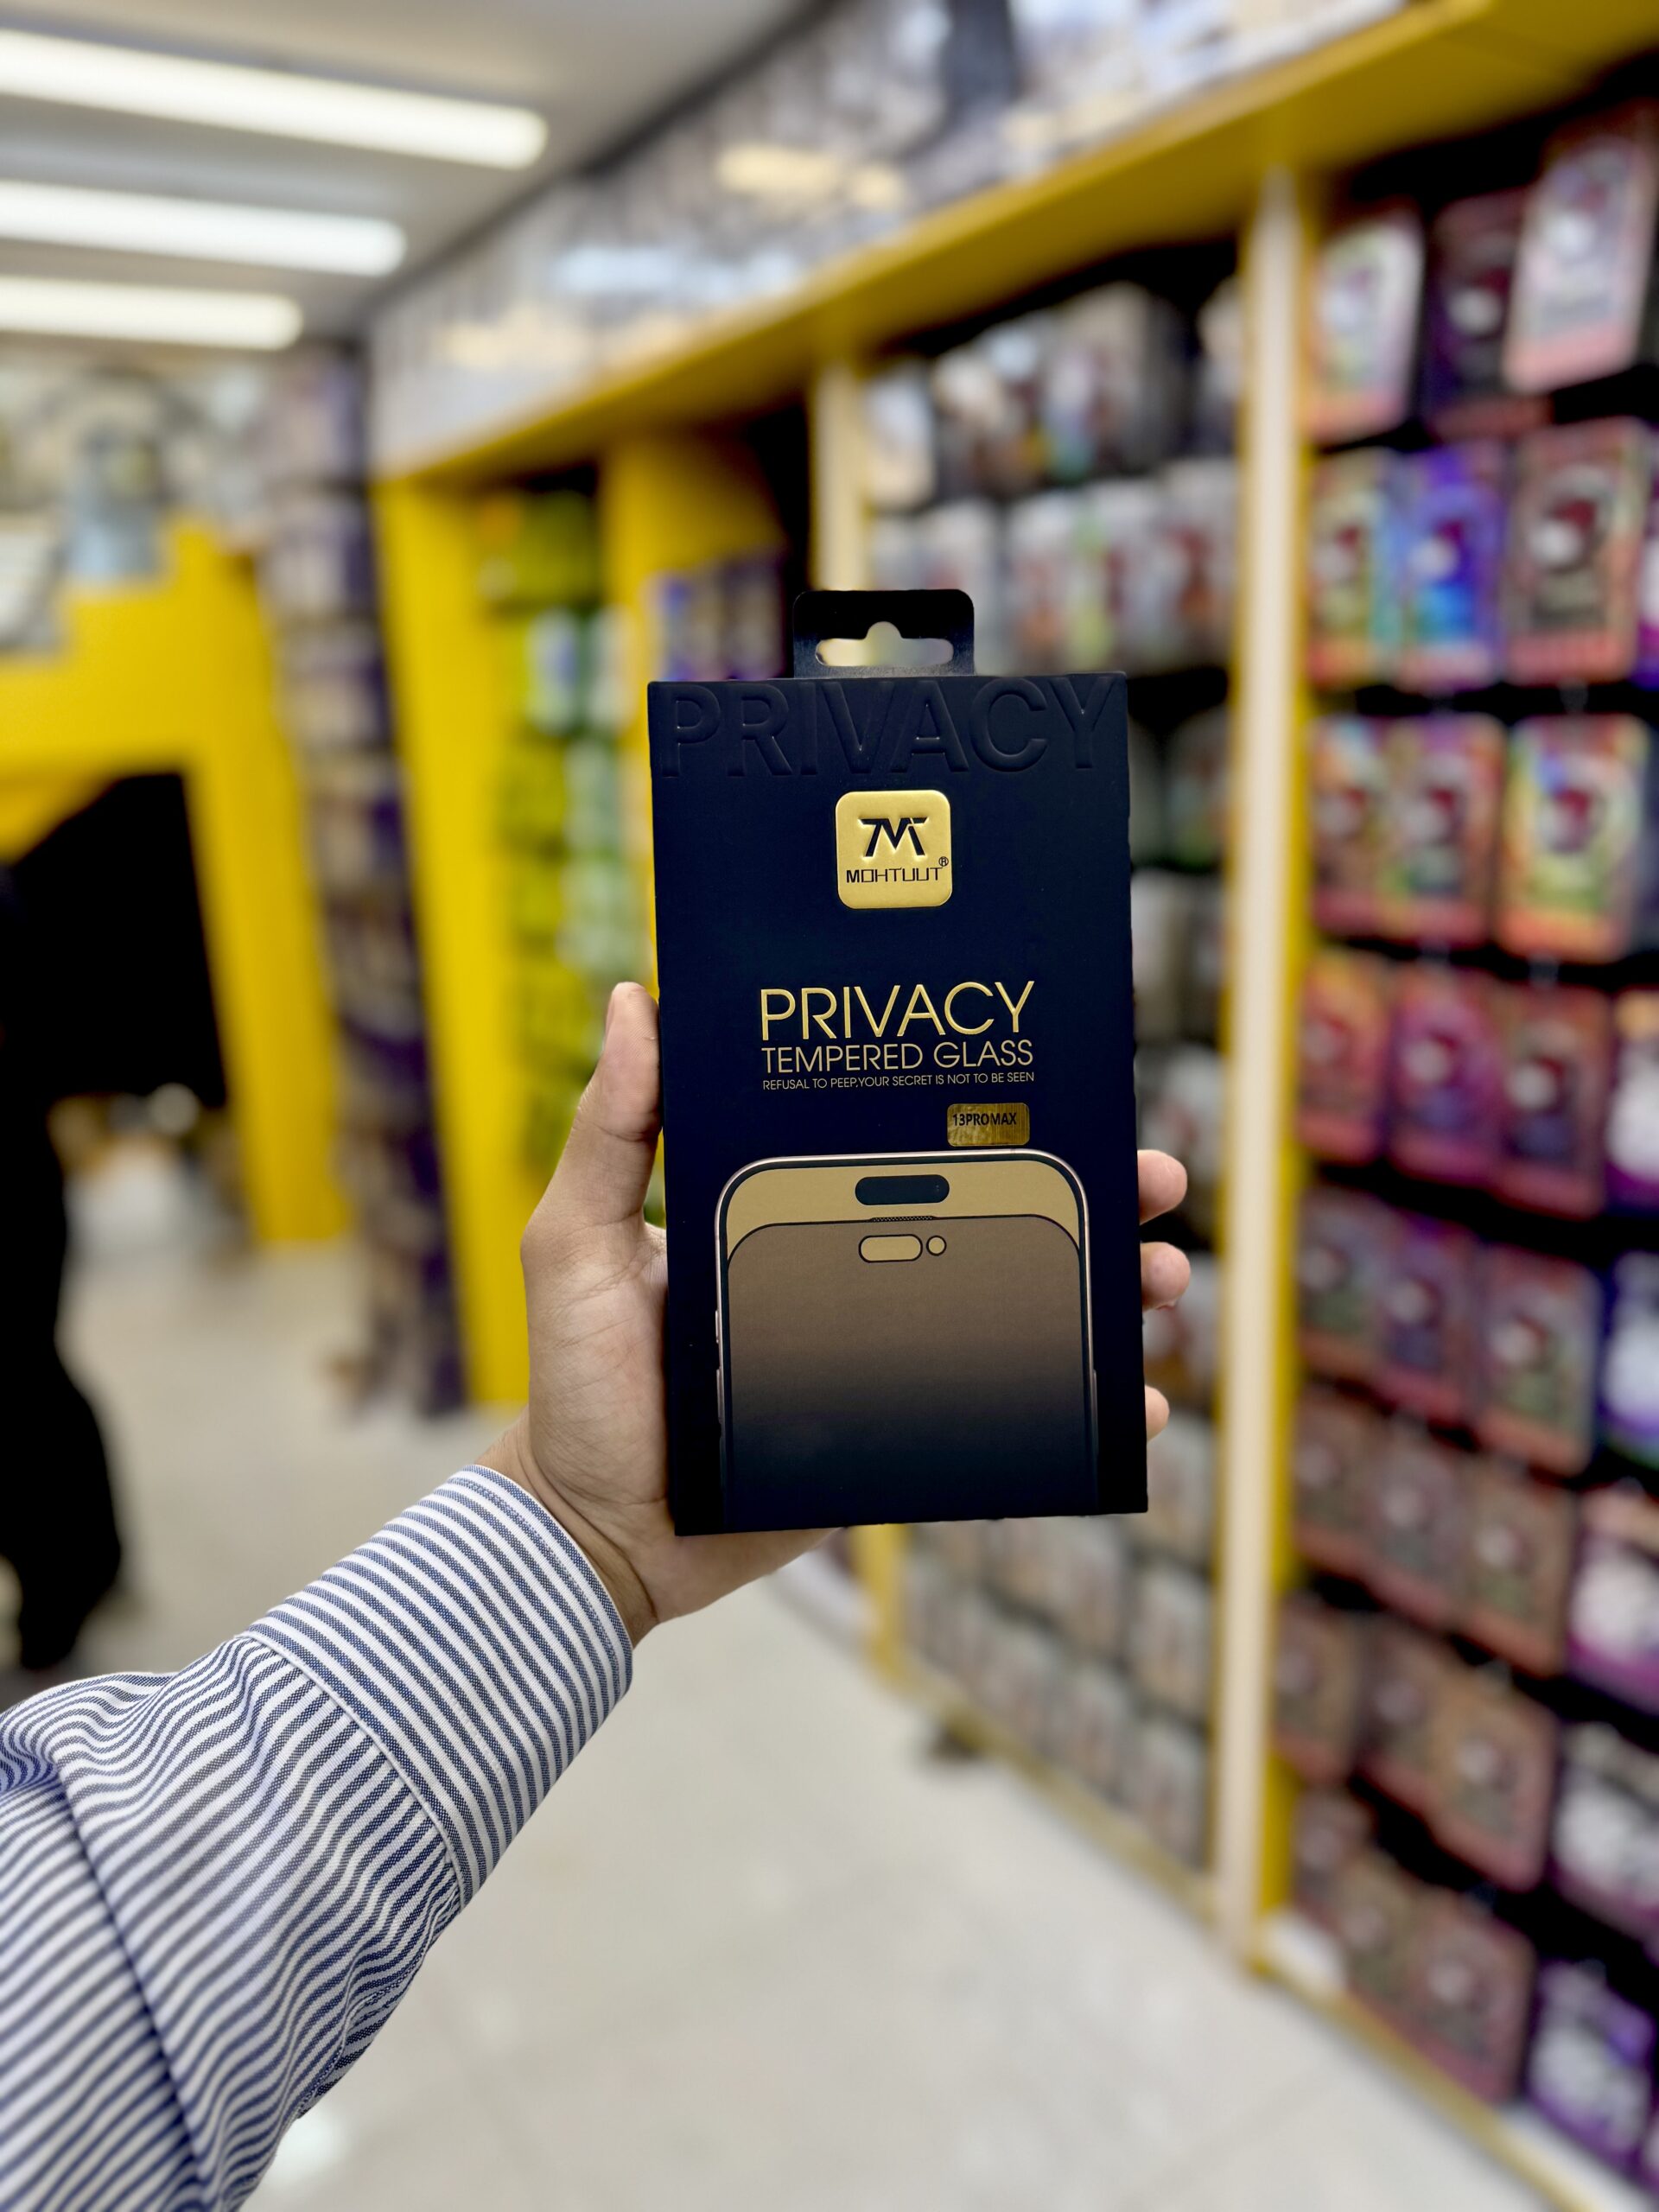 PRIVACY
MOHTUUT®
PRIVACY
TEMPERED GLASS
REFUSAL TO PEEP,YOUR SECRET IS NOT TO BE SEEN
13PROMAX